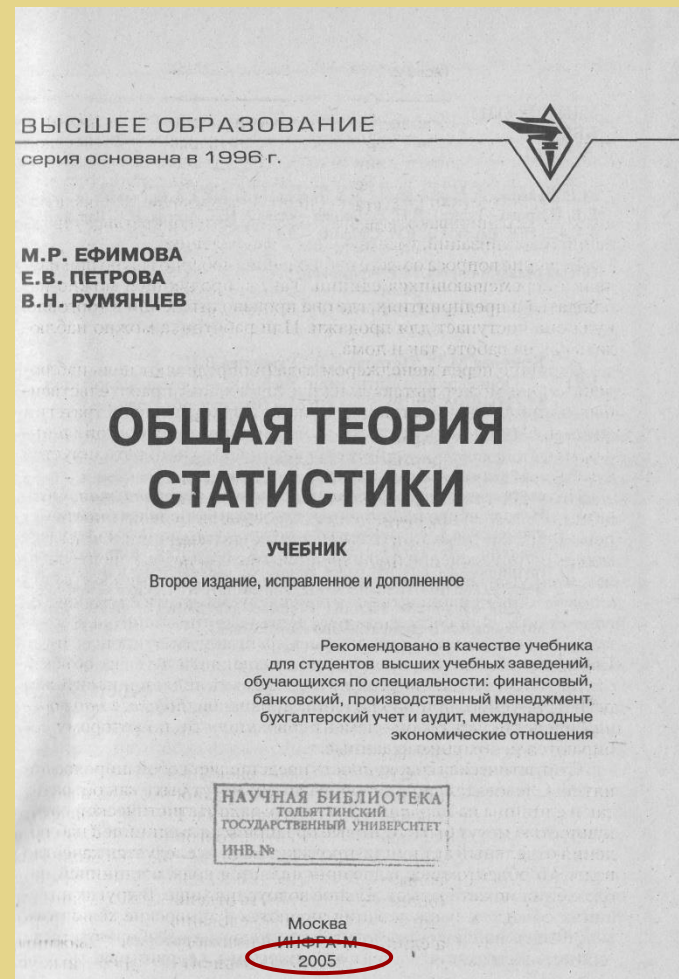 ВЫСШЕЕ ОБРАЗОВАНИЕ
серия основана в 1996 г.
М.Р. ЕФИМОВА
Е.В. ПЕТРОВА
В.Н. РУМЯНЦЕВ
ОБЩАЯ ТЕОРИЯ
СТАТИСТИКИ
УЧЕБНИК
Второе издание, исправленное и дополненное
Рекомендовано в качестве учебника
для студентов высших учебных заведений,
обучающихся по специальности: финансовый,
банковский, производственный менеджмент,
бухгалтерский учет и аудит, международные
экономические отношения
НАУЧНАЯ БИБЛИОТЕКА
ТОЛЬЯТТИНСКИЙ
ГОСУДАРСТВЕННЫЙ УНИВЕРСИТЕТ
ИНВ. №
Москва
ИНФРА-М
2005